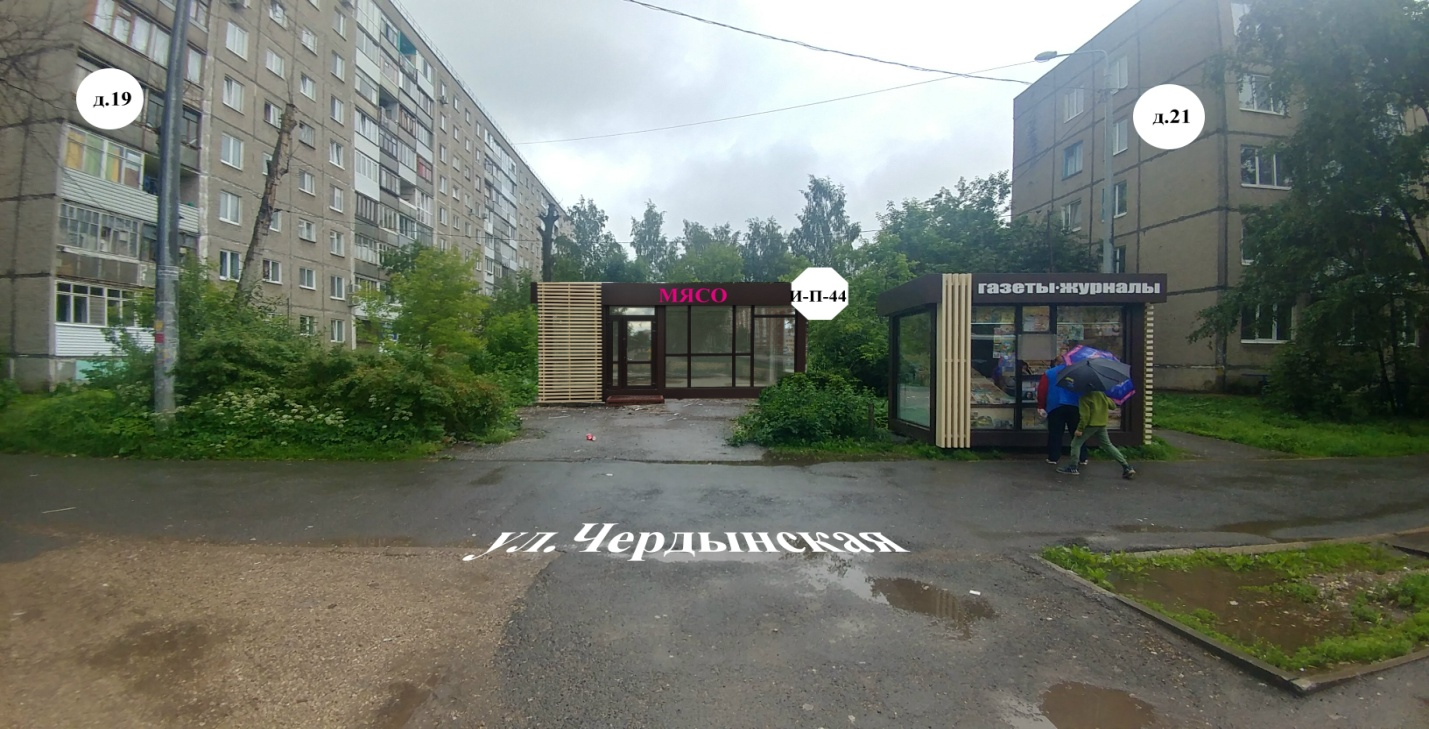 д.19
д.21
МЯСО
И-П-44
газеты·журналы
ул. Чердынская